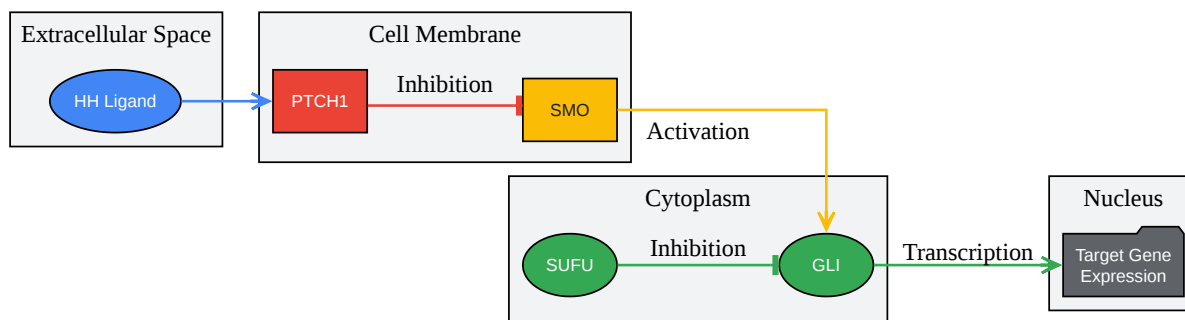 Extracellular Space
HH Ligand
Cell Membrane
PTCH1
Inhibition
SMO
Activation
Cytoplasm
SUFU
Inhibition
GLI
Transcription
Nucleus
Target Gene
Expression